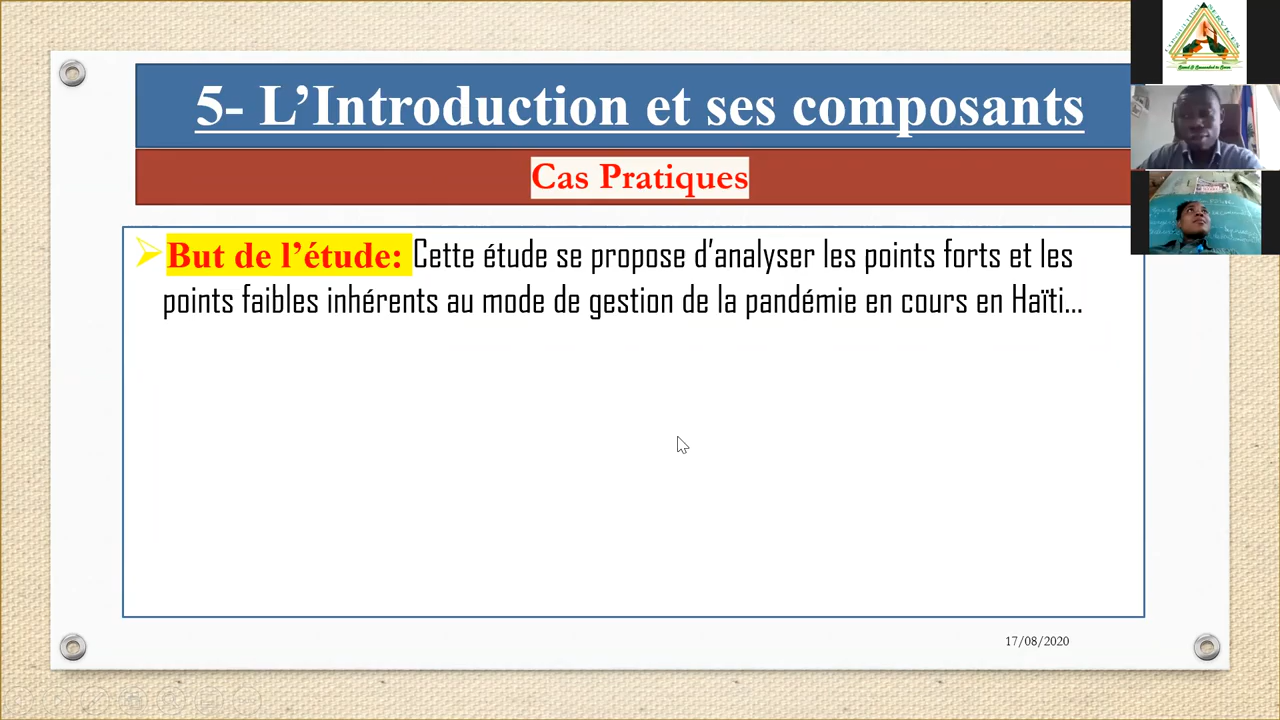 5- L’Introduction et ses composants
Cas Pratiques
But de l’étude: Cette étude se propose d’analyser les points forts et les
points faibles inhérents au mode de gestion de la pandémie en cours en Haïti...
17/08/2020